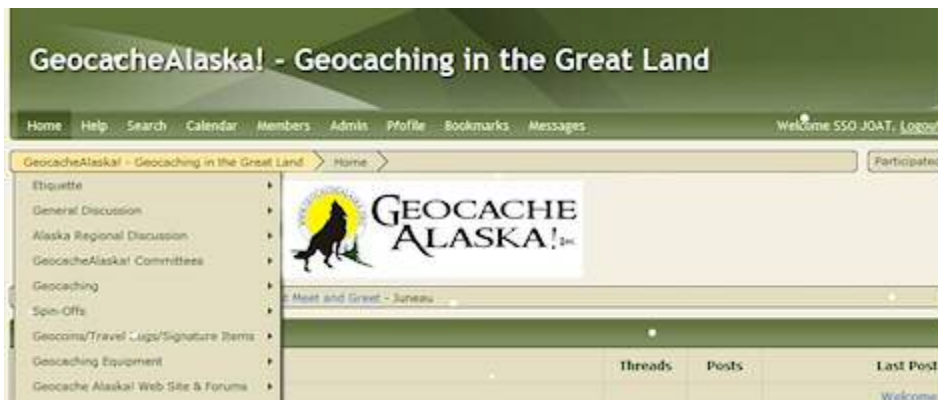 GeocacheAlaska! - Geocaching in the Great Land
Home Help Search Calendar Members Admin Profile Bookmarks Messages Welcome SSO JOAT. Logout
GeocacheAlaska! - Geocaching in the Great Land Home Participated
Etiquette
General Discussion
Alaska Regional Discussion
GeocacheAlaska! Committees
Geocaching
Spin-Offs
Geocoins/Travel Bugs/Signature Items
Geocaching Equipment
Geocache Alaska! Web Site & Forums
GEOCACHE
ALASKA! Inc.
Meet and Greet - Juneau
Threads Posts Last Post
Welcome